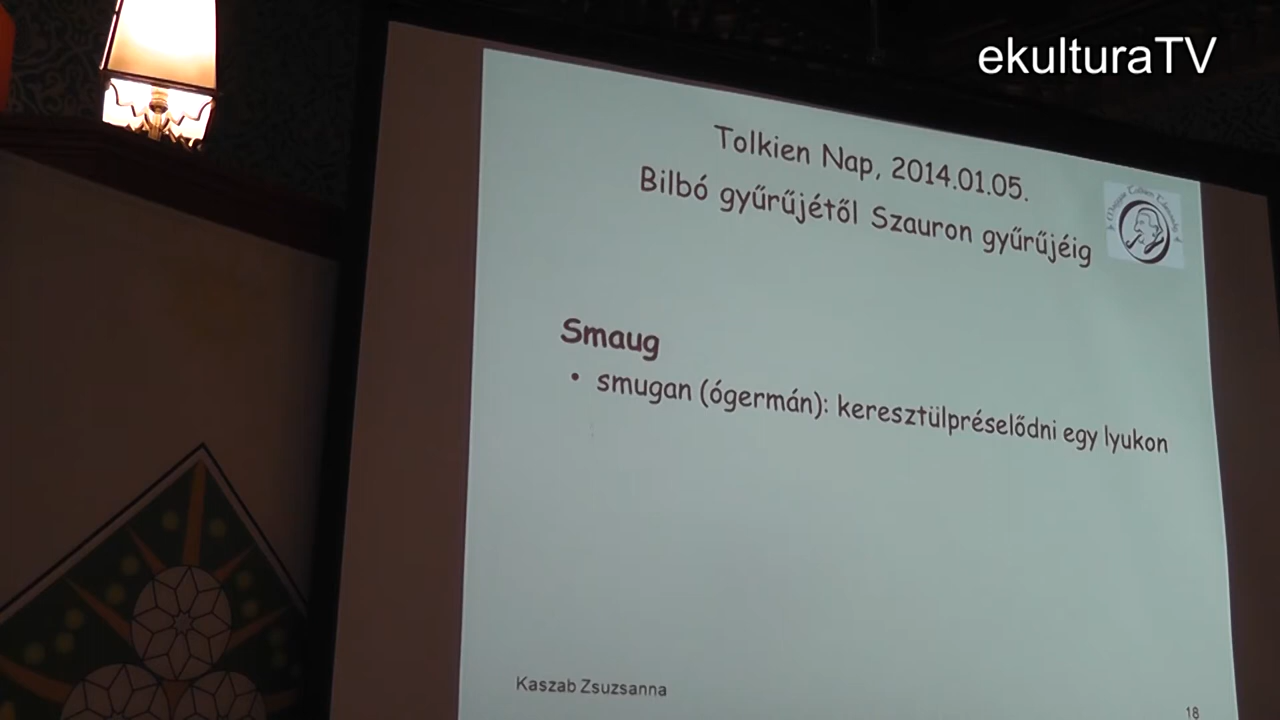 ekulturaTV
Tolkien Nap, 2014.01.05.
Bilbó gyűrűjétől Szauron gyűrűjéig
Smaug
• smugan (ógermán): keresztülpréselődni egy lyukon
Kaszab Zsuzsanna
18